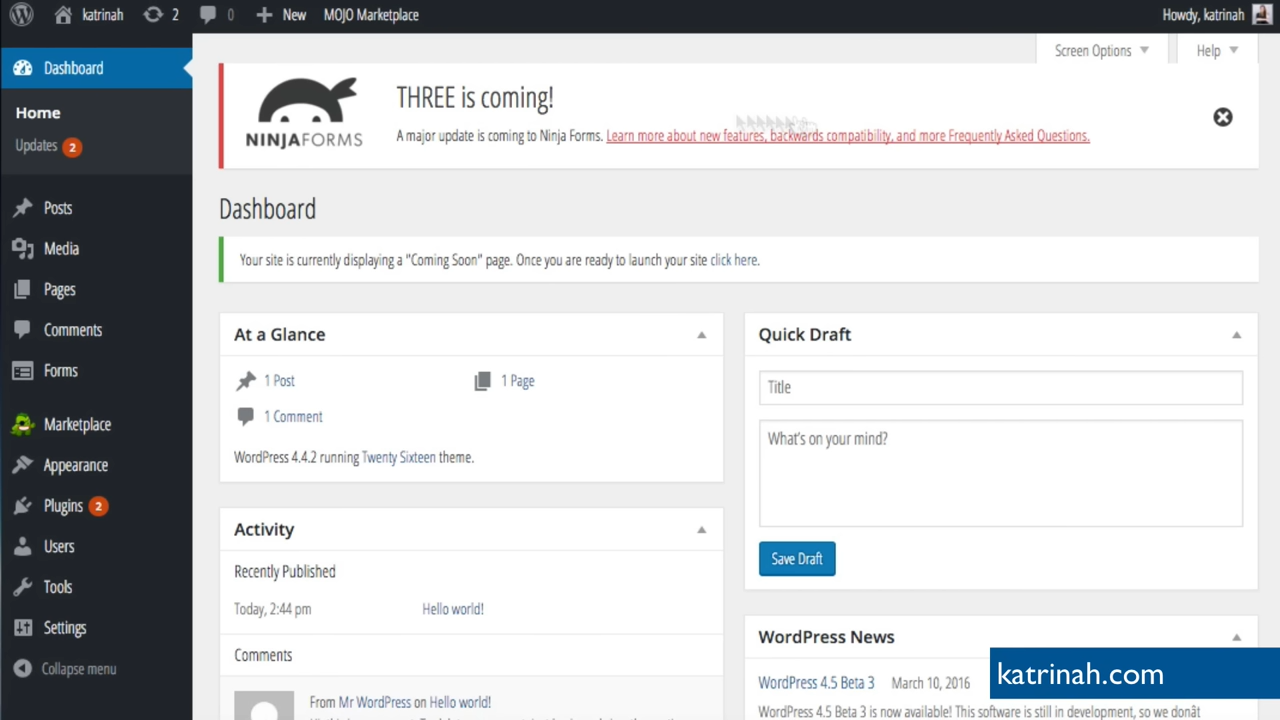 katrinah 2 0 New MOJO Marketplace Howdy, katrinah
Screen Options Help
Dashboard
Home
Updates 2
Posts
Media
Pages
Comments
Forms
Marketplace
Appearance
Plugins 2
Users
Tools
Settings
Collapse menu
NINJAFORMS
THREE is coming!
A major update is coming to Ninja Forms. Learn more about new features, backwards compatibility, and more Frequently Asked Questions.
Dashboard
Your site is currently displaying a "Coming Soon" page. Once you are ready to launch your site click here.
At a Glance
1 Post 1 Page
1 Comment
WordPress 4.4.2 running Twenty Sixteen theme.
Activity
Recently Published
Today, 2:44 pm Hello world!
Comments
From Mr WordPress on Hello world!
Quick Draft
Title
What's on your mind?
Save Draft
WordPress News
WordPress 4.5 Beta 3 March 10, 2016
WordPress 4.5 Beta 3 is now available! This software is still in development, so we donât
katrinah.com